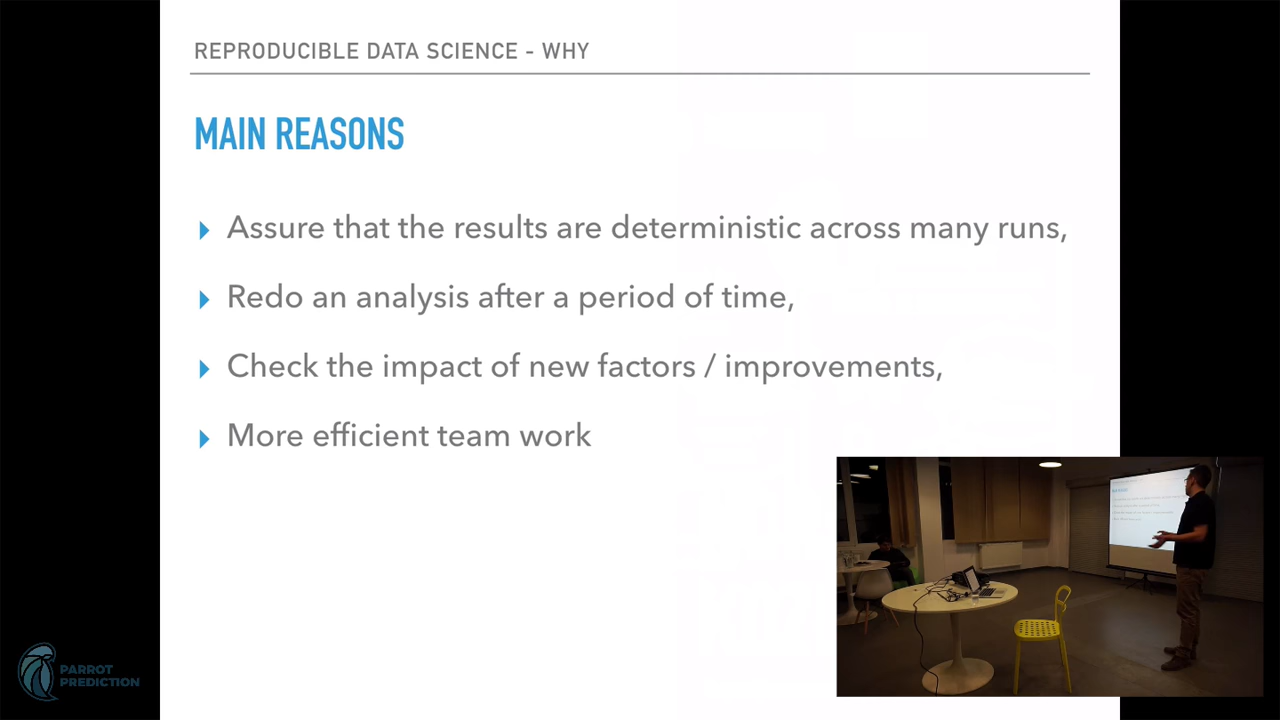 REPRODUCIBLE DATA SCIENCE - WHY
MAIN REASONS
Assure that the results are deterministic across many runs,
Redo an analysis after a period of time,
Check the impact of new factors / improvements,
More efficient team work
PARROT
PREDICTION